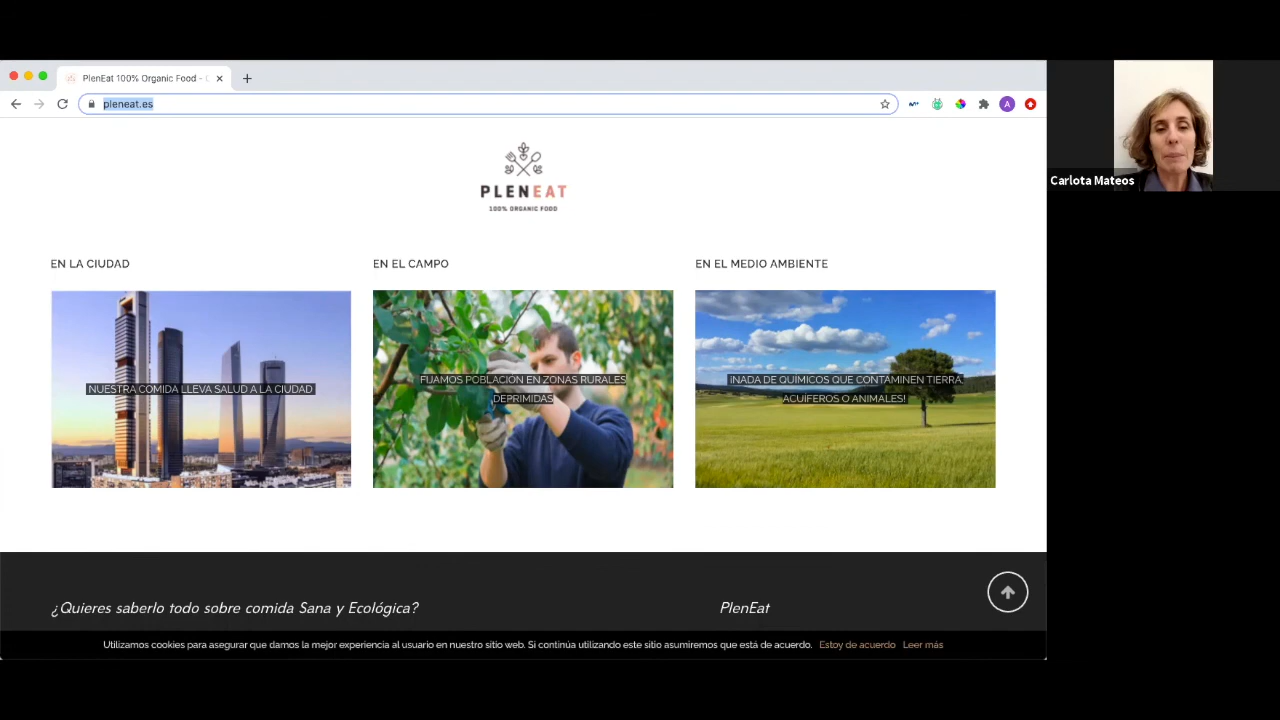 PlenEat 100% Organic Food -
pleneat.es
A
PLENEAT
100% ORGANIC FOOD
EN LA CIUDAD
EN EL CAMPO
EN EL MEDIO AMBIENTE
NUESTRA COMIDA LLEVA SALUD A LA CIUDAD
FIJAMOS POBLACIÓN EN ZONAS RURALES
DEPRIMIDAS
¡NADA DE QUIMICOS QUE CONTAMINEN TIERRA,
ACUÍFEROS O ANIMALES!
¿Quieres saberlo todo sobre comida Sana y Ecológica?
PlenEat
Utilizamos cookies para asegurar que damos la mejor experiencia al usuario en nuestro sitio web. Si continúa utilizando este sitio asumiremos que está de acuerdo. Estoy de acuerdo Leer más
Carlota Mateos